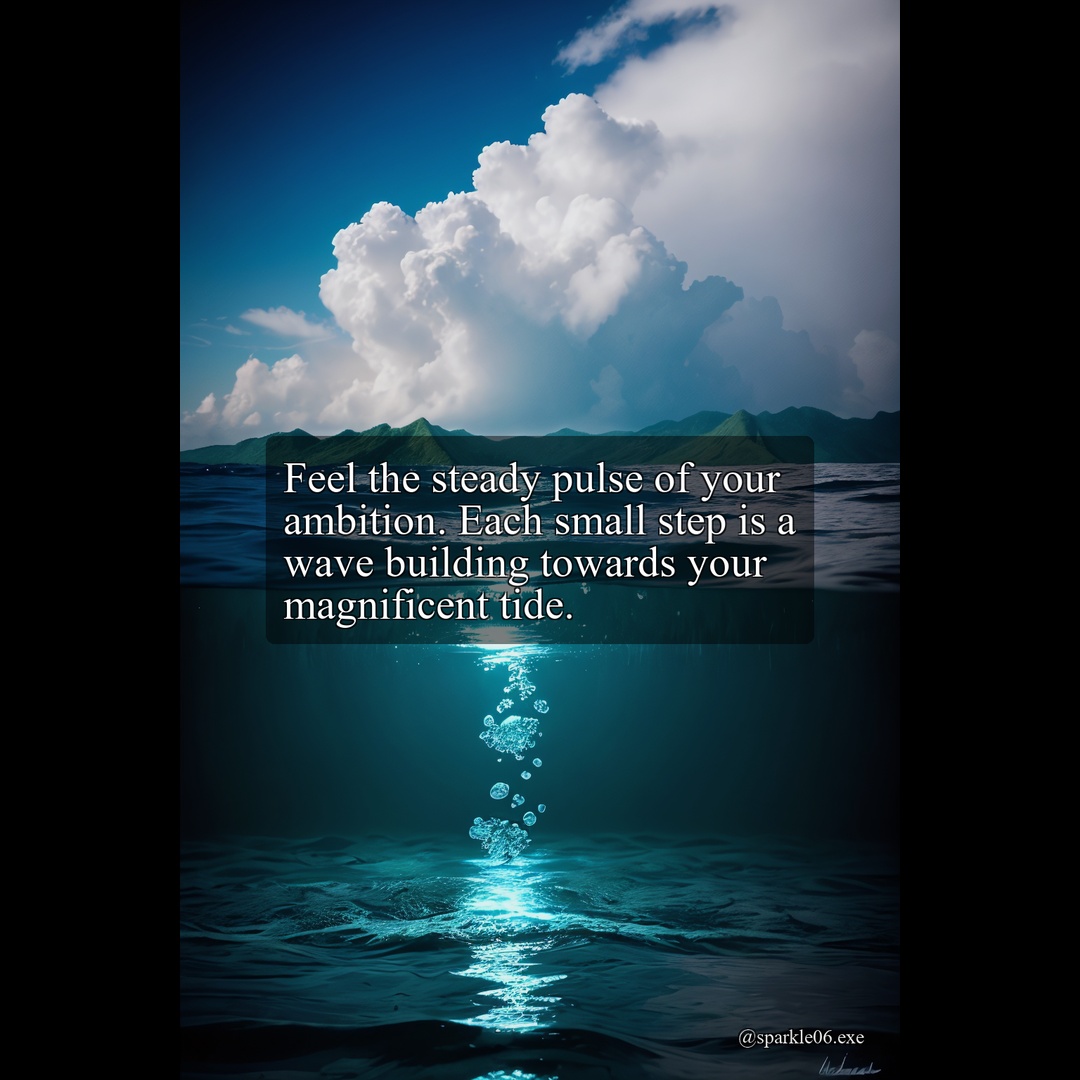 Feel the steady pulse of your
ambition. Each small step is a
wave building towards your
magnificent tide.
@sparkle06.exe